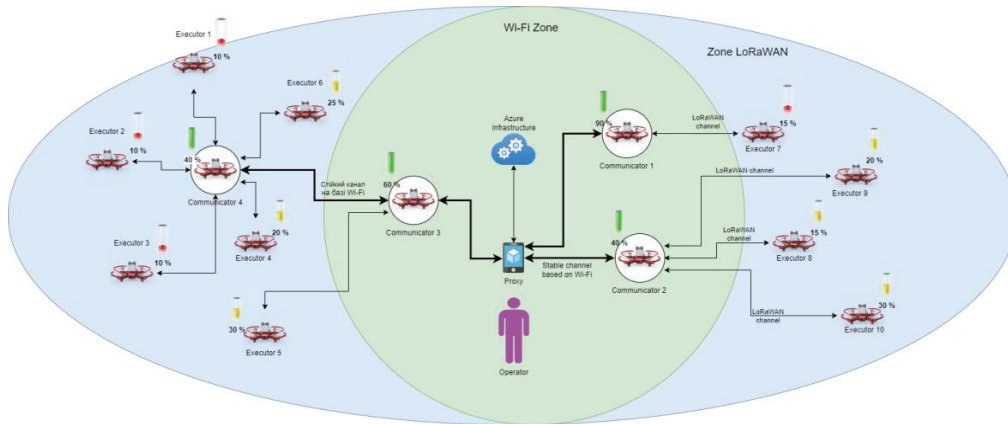 Wi-Fi Zone
Zone LoRaWAN
Executor 1
10 %
Executor 6
25 %
Executor 2
10 %
40 %
Communicator 4
Executor 3
10 %
20 %
Executor 4
30 %
Executor 5
Стійкий канал
на базі Wi-Fi
60 %
Communicator 3
Azure
Infrastructure
90 %
Communicator 1
Proxy
Stable channel
based on Wi-Fi
40 %
Communicator 2
Operator
LoRaWAN
channel
15 %
Executor 7
LoRaWAN channel
20 %
Executor 9
LoRaWAN
channel
15 %
Executor 8
LoRaWAN
channel
30 %
Executor 10